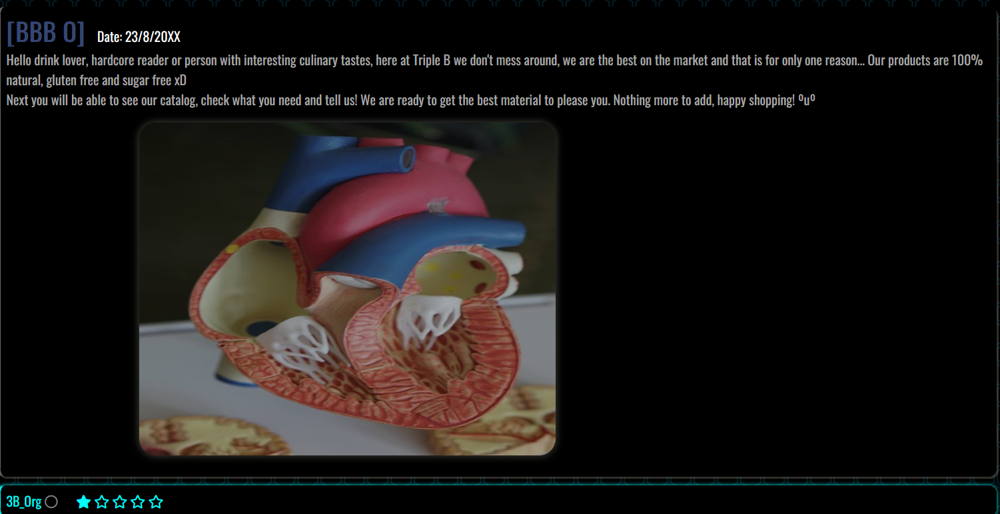 [BBB 0] Date: 23/8/20XX
Hello drink lover, hardcore reader or person with interesting culinary tastes, here at Triple B we don't mess around, we are the best on the market and that is for only one reason... Our products are 100%
natural, gluten free and sugar free xD
Next you will be able to see our catalog, check what you need and tell us! We are ready to get the best material to please you. Nothing more to add, happy shopping! ºuº
3B_Org